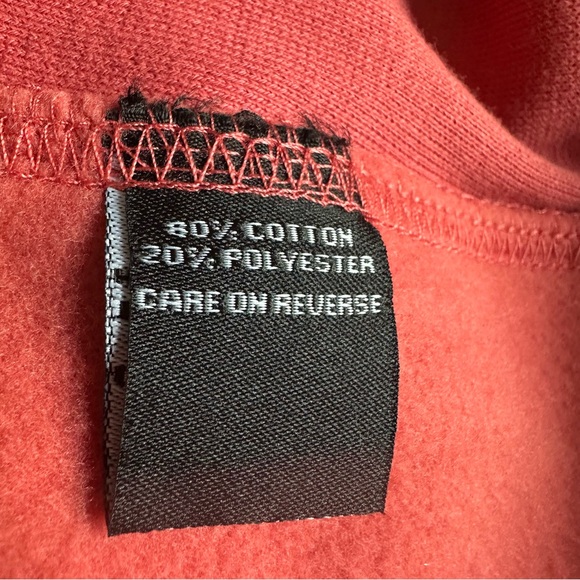 80% COTTON
20% POLYESTER
CARE ON REVERSE